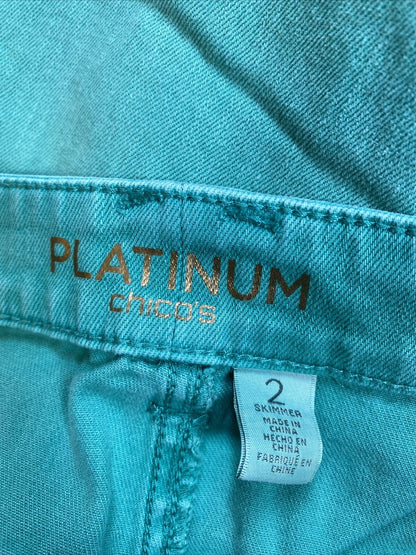 PLATINUM
chico's
2
SKIMMER
MADE IN
CHINA
HECHO EN
CHINA
FABRIQUÉ EN
CHINE